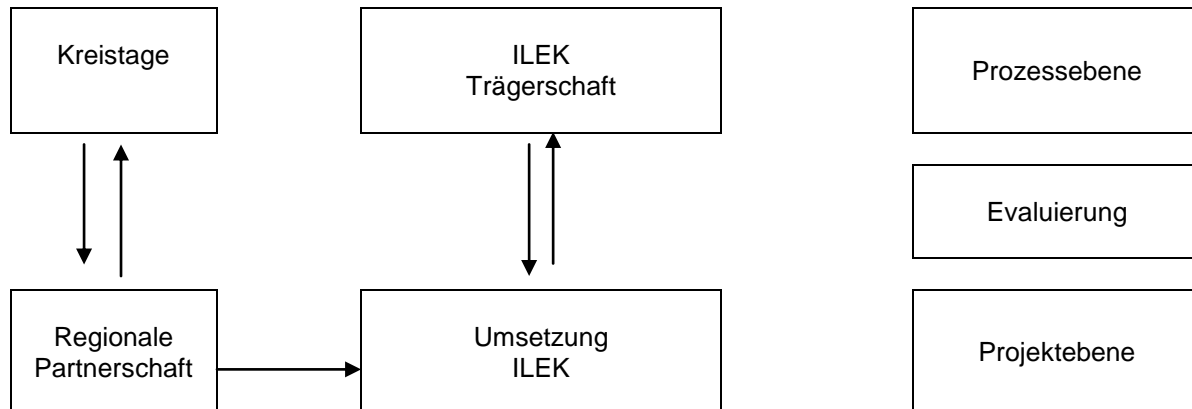 Kreistage
ILEK
Trägerschaft
Prozessebene
Evaluierung
Regionale
Partnerschaft
Umsetzung
ILEK
Projektebene